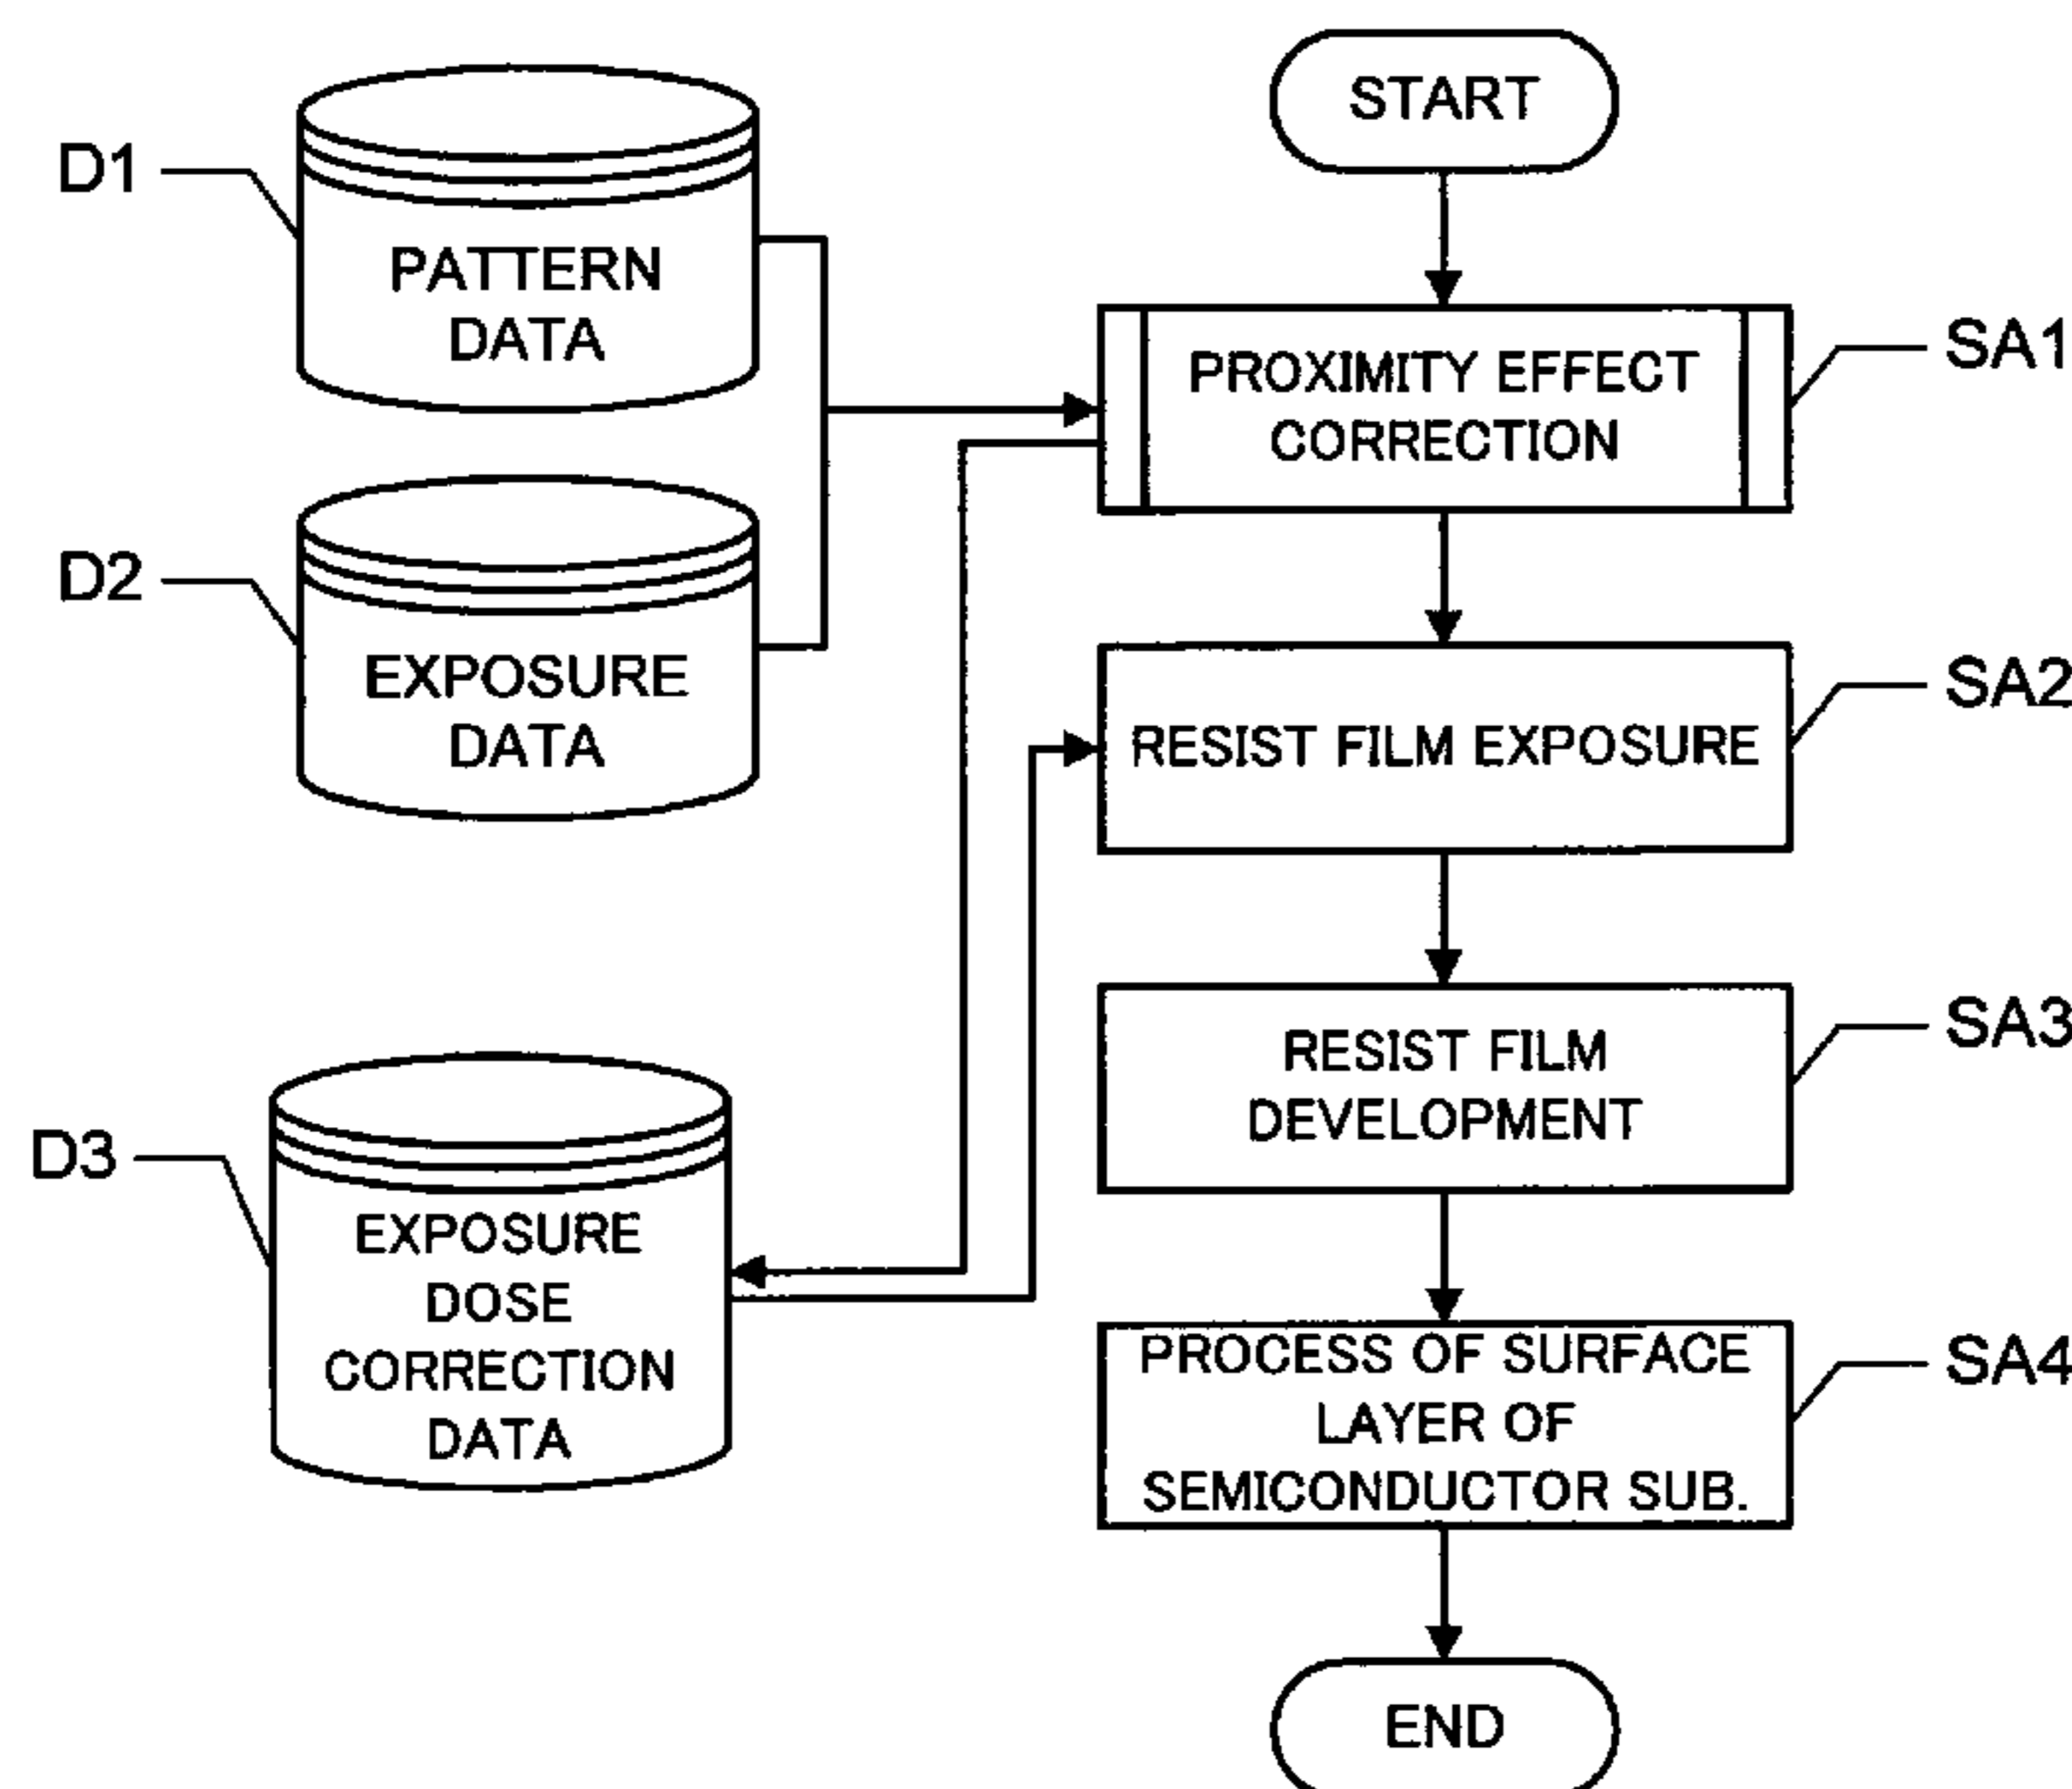 START
D1
PATTERN
DATA
PROXIMITY EFFECT
CORRECTION
SA1
D2
EXPOSURE
DATA
RESIST FILM EXPOSURE
SA2
RESIST FILM
DEVELOPMENT
SA3
D3
EXPOSURE
DOSE
CORRECTION
DATA
PROCESS OF SURFACE
LAYER OF
SEMICONDUCTOR SUB.
SA4
END